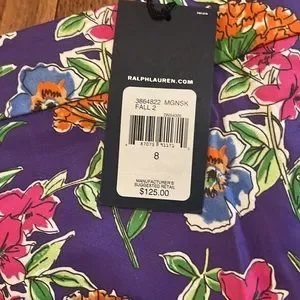 RALPHLAUREN.COM
3864822 MGNSK
FALL 2
8
MANUFACTURER'S
SUGGESTED RETAIL
$125.00